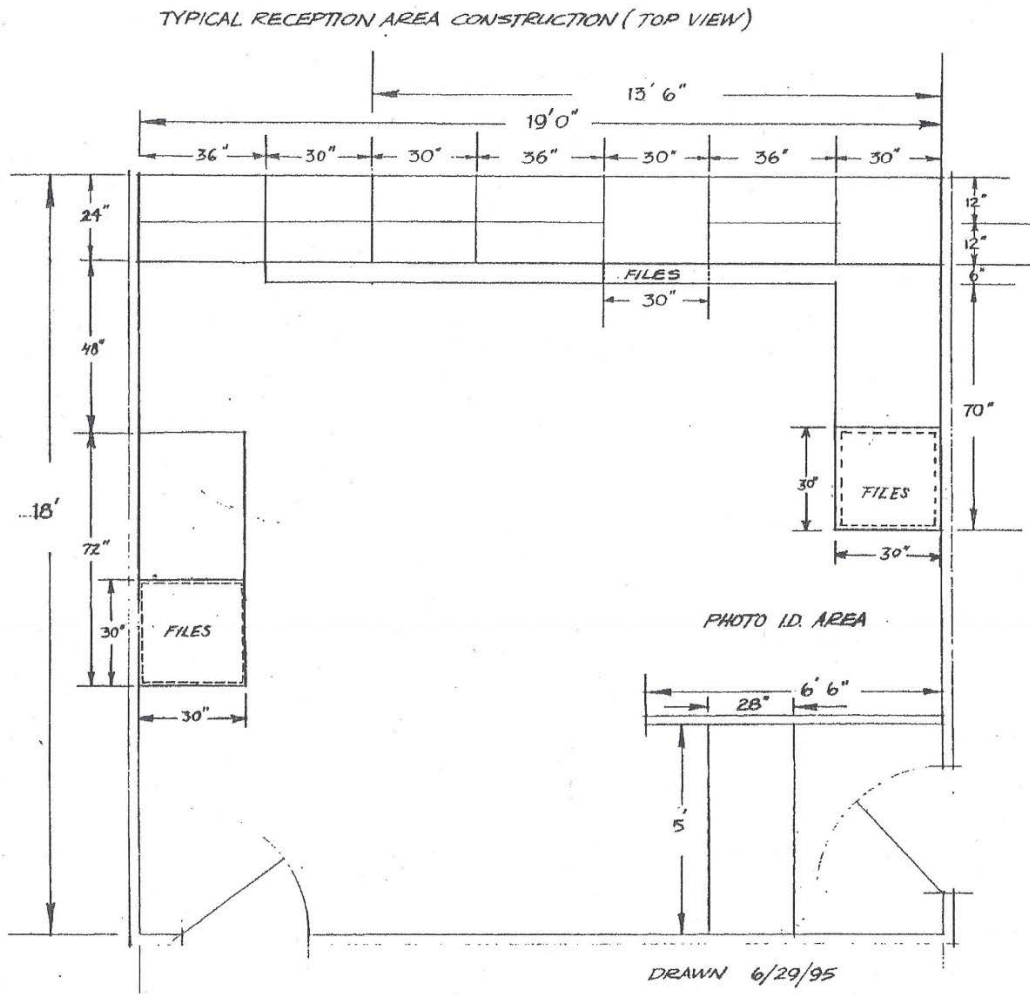 TYPICAL RECEPTION AREA CONSTRUCTION (TOP VIEW)
13' 6"
19'0"
36" 30" 30" 36" 30" 36" 30"
24"
12"
12"
FILES
6"
30"
48"
70"
18'
30"
FILES
72"
30"
30"
FILES
PHOTO I.D. AREA
6' 6"
30"
28"
5'
DRAWN 6/29/95